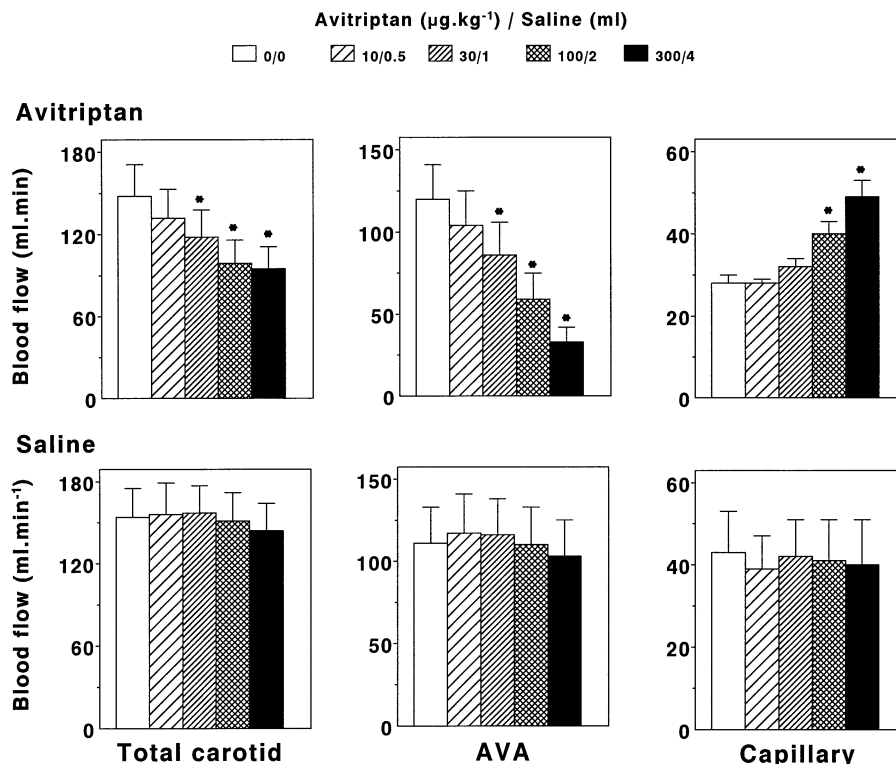 Avitriptan (µg.kg⁻¹) / Saline (ml)
0/0 10/0.5 30/1 100/2 300/4
Avitriptan
Blood flow (ml.min)
180
120
60
0
* * *
150
100
50
0
* * *
60
40
20
0
* *
Saline
Blood flow (ml.min⁻¹)
180
120
60
0
150
100
50
0
60
40
20
0
Total carotid AVA Capillary